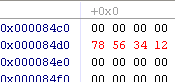 +0x0
0x000084c0 00 00 00 00
0x000084d0 78 56 34 12
0x000084e0 00 00 00 00
0x000084f0 00 00 00 00